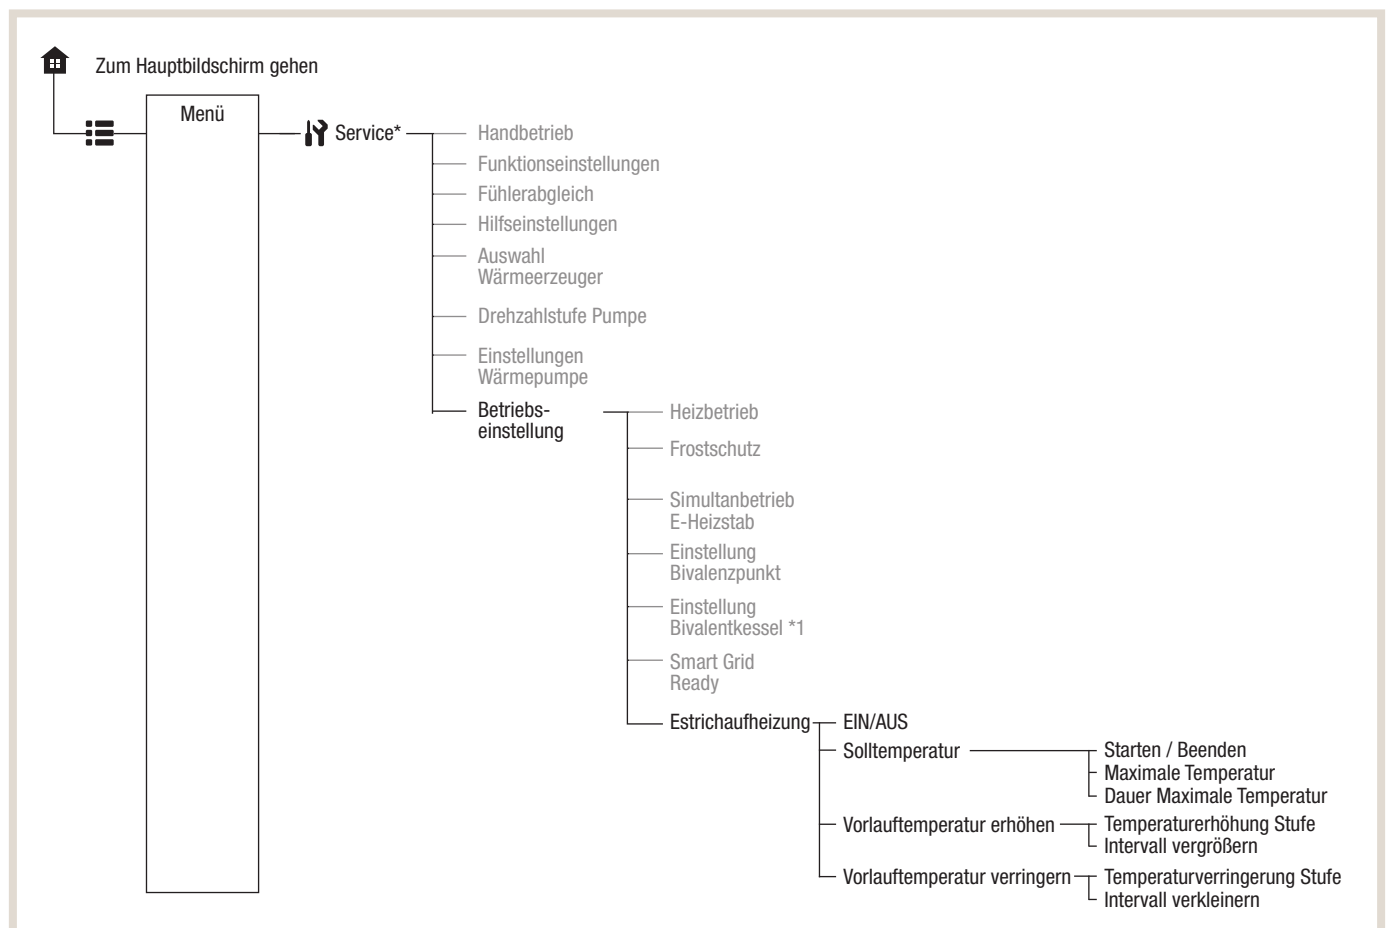 Zum Hauptbildschirm gehen
Menü
Service*
Handbetrieb
Funktionseinstellungen
Fühlerabgleich
Hilfseinstellungen
Auswahl
Wärmeerzeuger
Drehzahlstufe Pumpe
Einstellungen
Wärmepumpe
Betriebs-
einstellung
Heizbetrieb
Frostschutz
Simultanbetrieb
E-Heizstab
Einstellung
Bivalenzpunkt
Einstellung
Bivalentkessel *1
Smart Grid
Ready
Estrichaufheizung
EIN/AUS
Solltemperatur
Starten / Beenden
Maximale Temperatur
Dauer Maximale Temperatur
Vorlauftemperatur erhöhen
Temperaturerhöhung Stufe
Intervall vergrößern
Vorlauftemperatur verringern
Temperaturverringerung Stufe
Intervall verkleinern